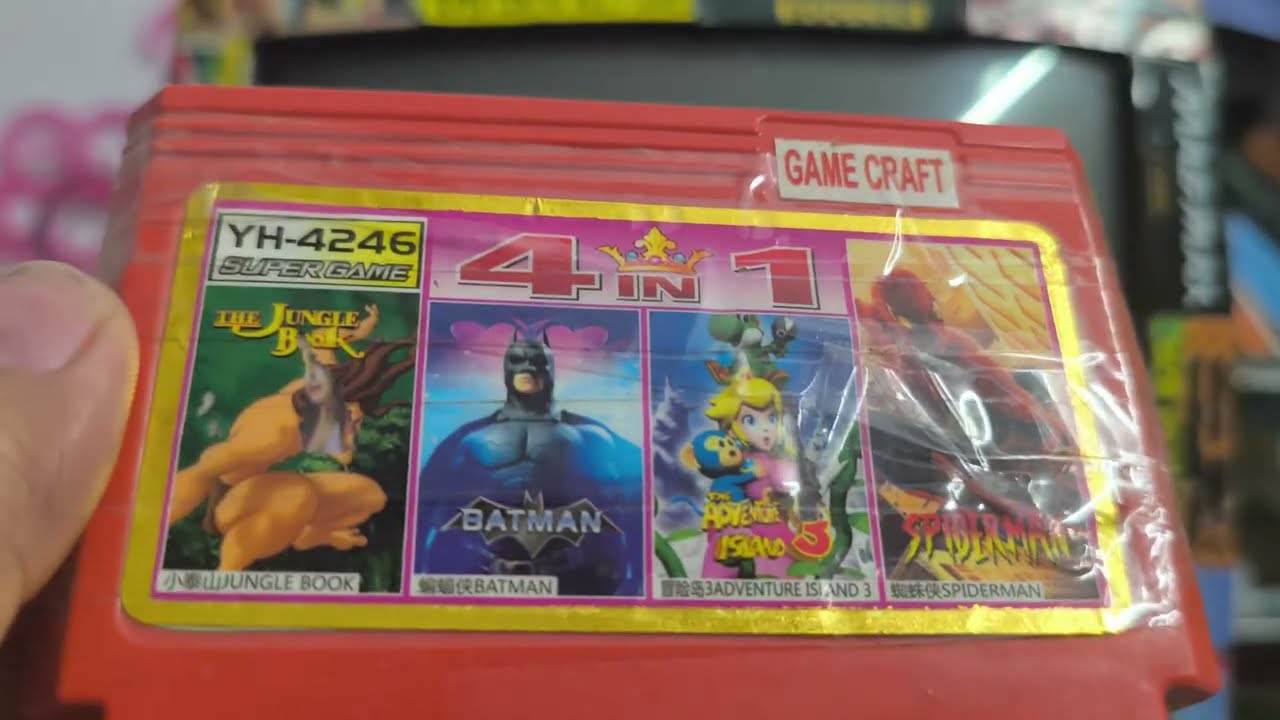 GAME CRAFT
YH-4246
SUPER GAME
4 IN 1
THE JUNGLE
BOOK
小泰山JUNGLE BOOK
BATMAN
蝙蝠侠BATMAN
THE
ADVENTURE
ISLAND 3
冒险岛3ADVENTURE ISLAND 3
SPIDER-MAN
蜘蛛侠SPIDERMAN